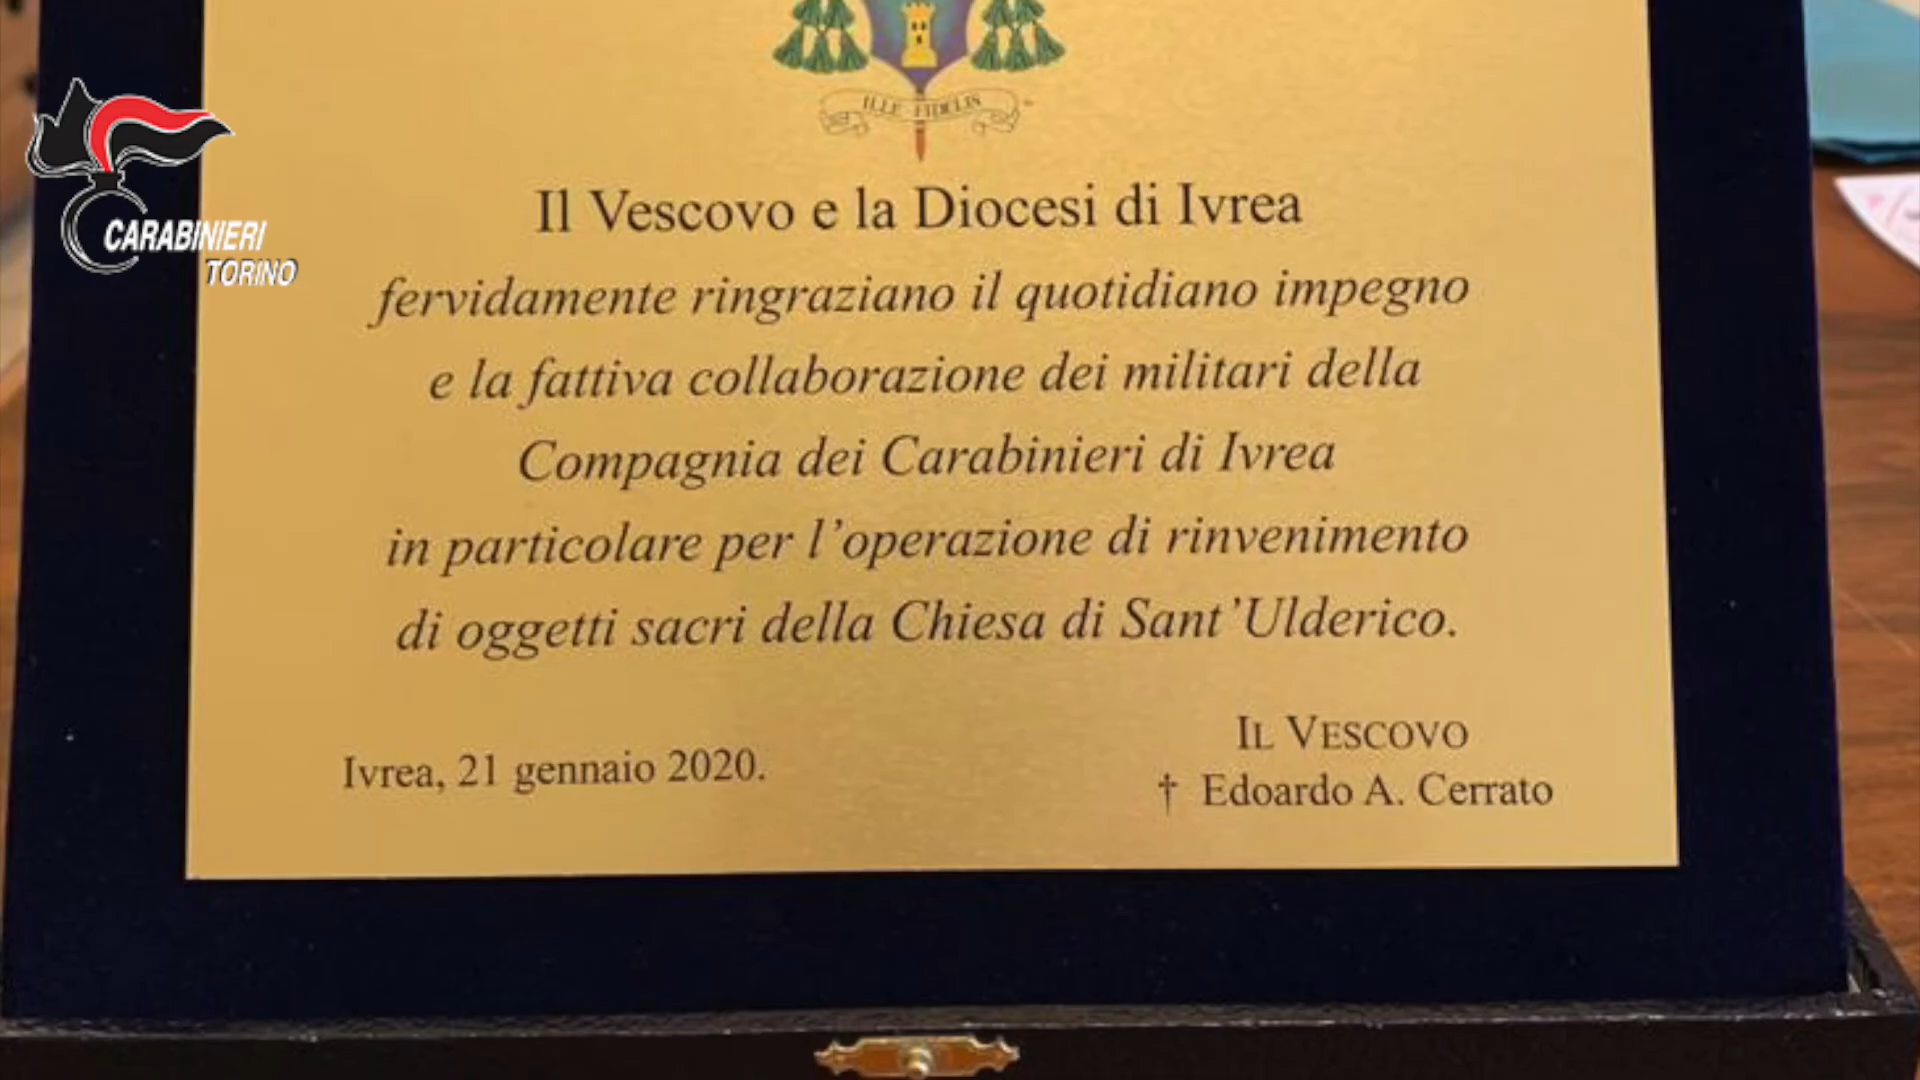 CARABINIERI
TORINO
ILLE FIDELIS
Il Vescovo e la Diocesi di Ivrea
fervidamente ringraziano il quotidiano impegno
e la fattiva collaborazione dei militari della
Compagnia dei Carabinieri di Ivrea
in particolare per l’operazione di rinvenimento
di oggetti sacri della Chiesa di Sant’Ulderico.
Ivrea, 21 gennaio 2020.
IL VESCOVO
† Edoardo A. Cerrato